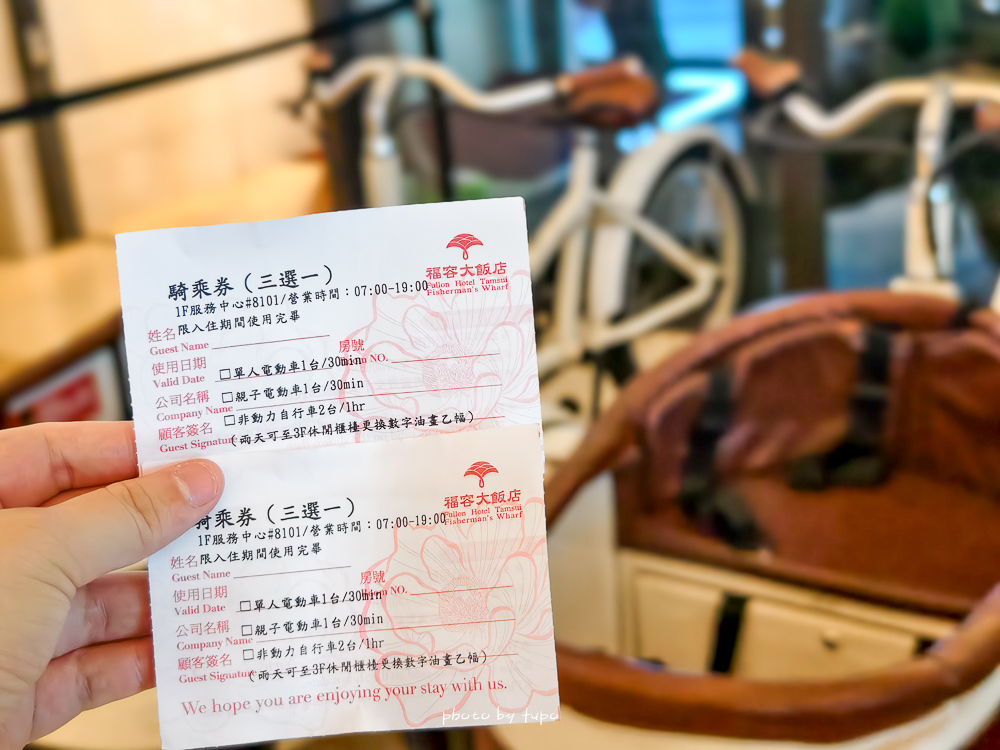 福容大飯店
Fullon Hotel Tamsui
Fisherman's Wharf
騎乘券（三選一）
1F服務中心#8101/營業時間：07:00-19:00
姓名 限入住期間使用完畢
Guest Name
房號
使用日期
Room NO.
□單人電動車1台/30min
Valid Date
公司名稱 □親子電動車1台/30min
Company Name
□非動力自行車2台/1hr
顧客簽名
Guest Signature
(雨天可至3F休閒櫃檯更換數字油畫乙幅)
福容大飯店
Fullon Hotel Tamsui
Fisherman's Wharf
騎乘券（三選一）
1F服務中心#8101/營業時間：07:00-19:00
姓名 限入住期間使用完畢
Guest Name
房號
使用日期
Room NO.
□單人電動車1台/30min
Valid Date
公司名稱 □親子電動車1台/30min
Company Name
□非動力自行車2台/1hr
顧客簽名
Guest Signature
(雨天可至3F休閒櫃檯更換數字油畫乙幅)
We hope you are enjoying your stay with us.
photo by tupo